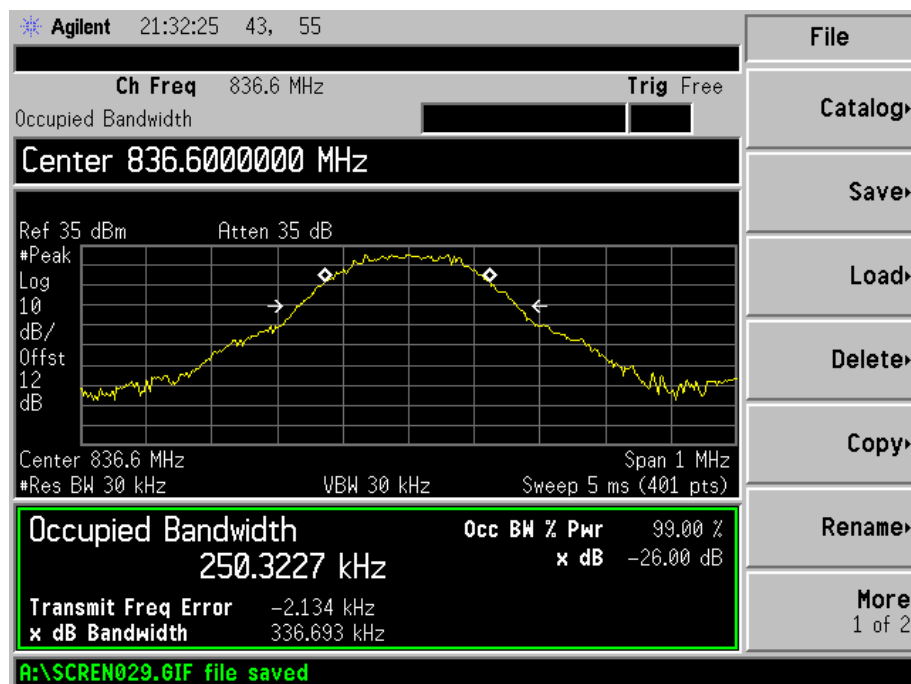 Agilent 21:32:25 43, 55
File
Ch Freq 836.6 MHz Trig Free
Occupied Bandwidth
Catalog
Center 836.6000000 MHz
Save
Ref 35 dBm Atten 35 dB
#Peak
Log
10
dB/
Offst
12
dB
Load
Delete
Copy
Center 836.6 MHz Span 1 MHz
#Res BW 30 kHz VBW 30 kHz Sweep 5 ms (401 pts)
Occupied Bandwidth Occ BW % Pwr 99.00 %
250.3227 kHz x dB -26.00 dB
Rename
Transmit Freq Error -2.134 kHz
x dB Bandwidth 336.693 kHz
More
1 of 2
A:\SCREN029.GIF file saved